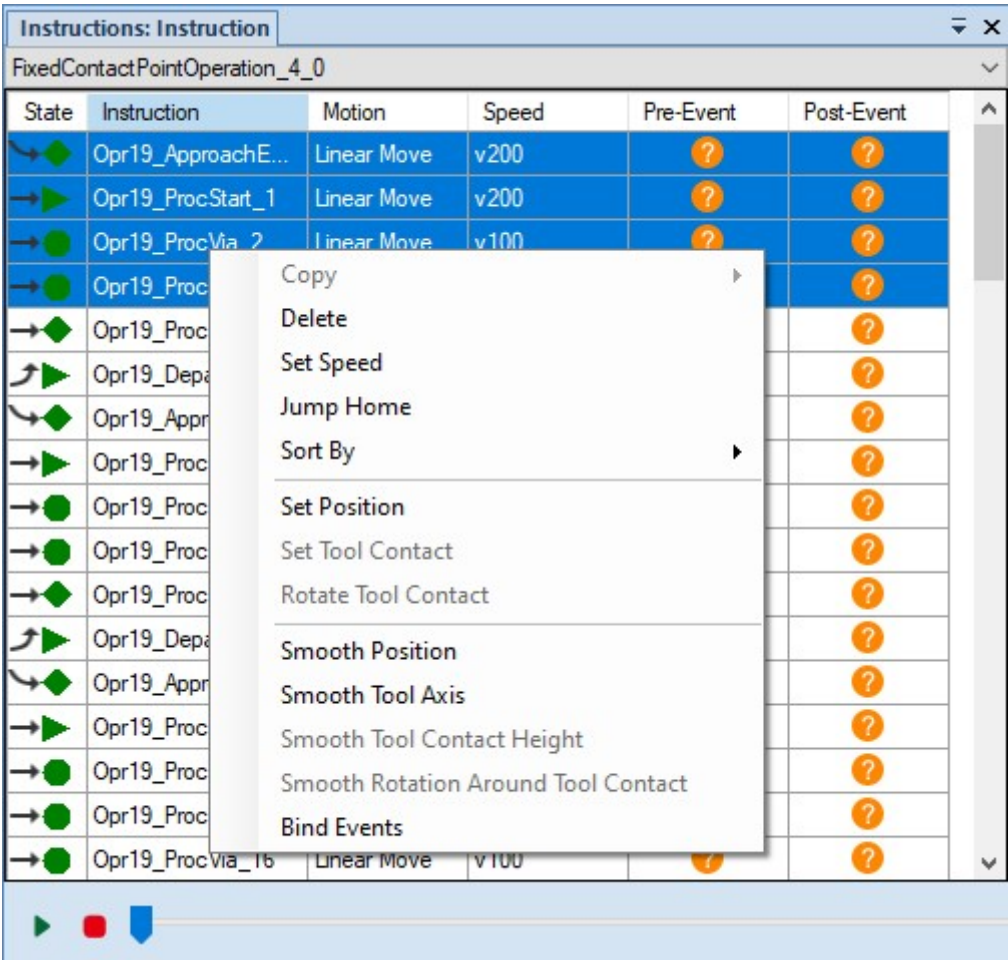 Instructions: Instruction
FixedContactPointOperation_4_0
State Instruction Motion Speed Pre-Event Post-Event
Opr19_ApproachE... Linear Move v200 ? ?
Opr19_ProcStart_1 Linear Move v200 ? ?
Opr19_ProcVia_2 Linear Move v100 ? ?
Opr19_Proc ?
Opr19_Proc ?
Opr19_Depa ?
Opr19_Appr ?
Opr19_Proc ?
Opr19_Proc ?
Opr19_Proc ?
Opr19_Proc ?
Opr19_Depa ?
Opr19_Appr ?
Opr19_Proc ?
Opr19_Proc ?
Opr19_Proc ?
Opr19_ProcVia_16 Linear Move v100 ? ?
Copy
Delete
Set Speed
Jump Home
Sort By
Set Position
Set Tool Contact
Rotate Tool Contact
Smooth Position
Smooth Tool Axis
Smooth Tool Contact Height
Smooth Rotation Around Tool Contact
Bind Events